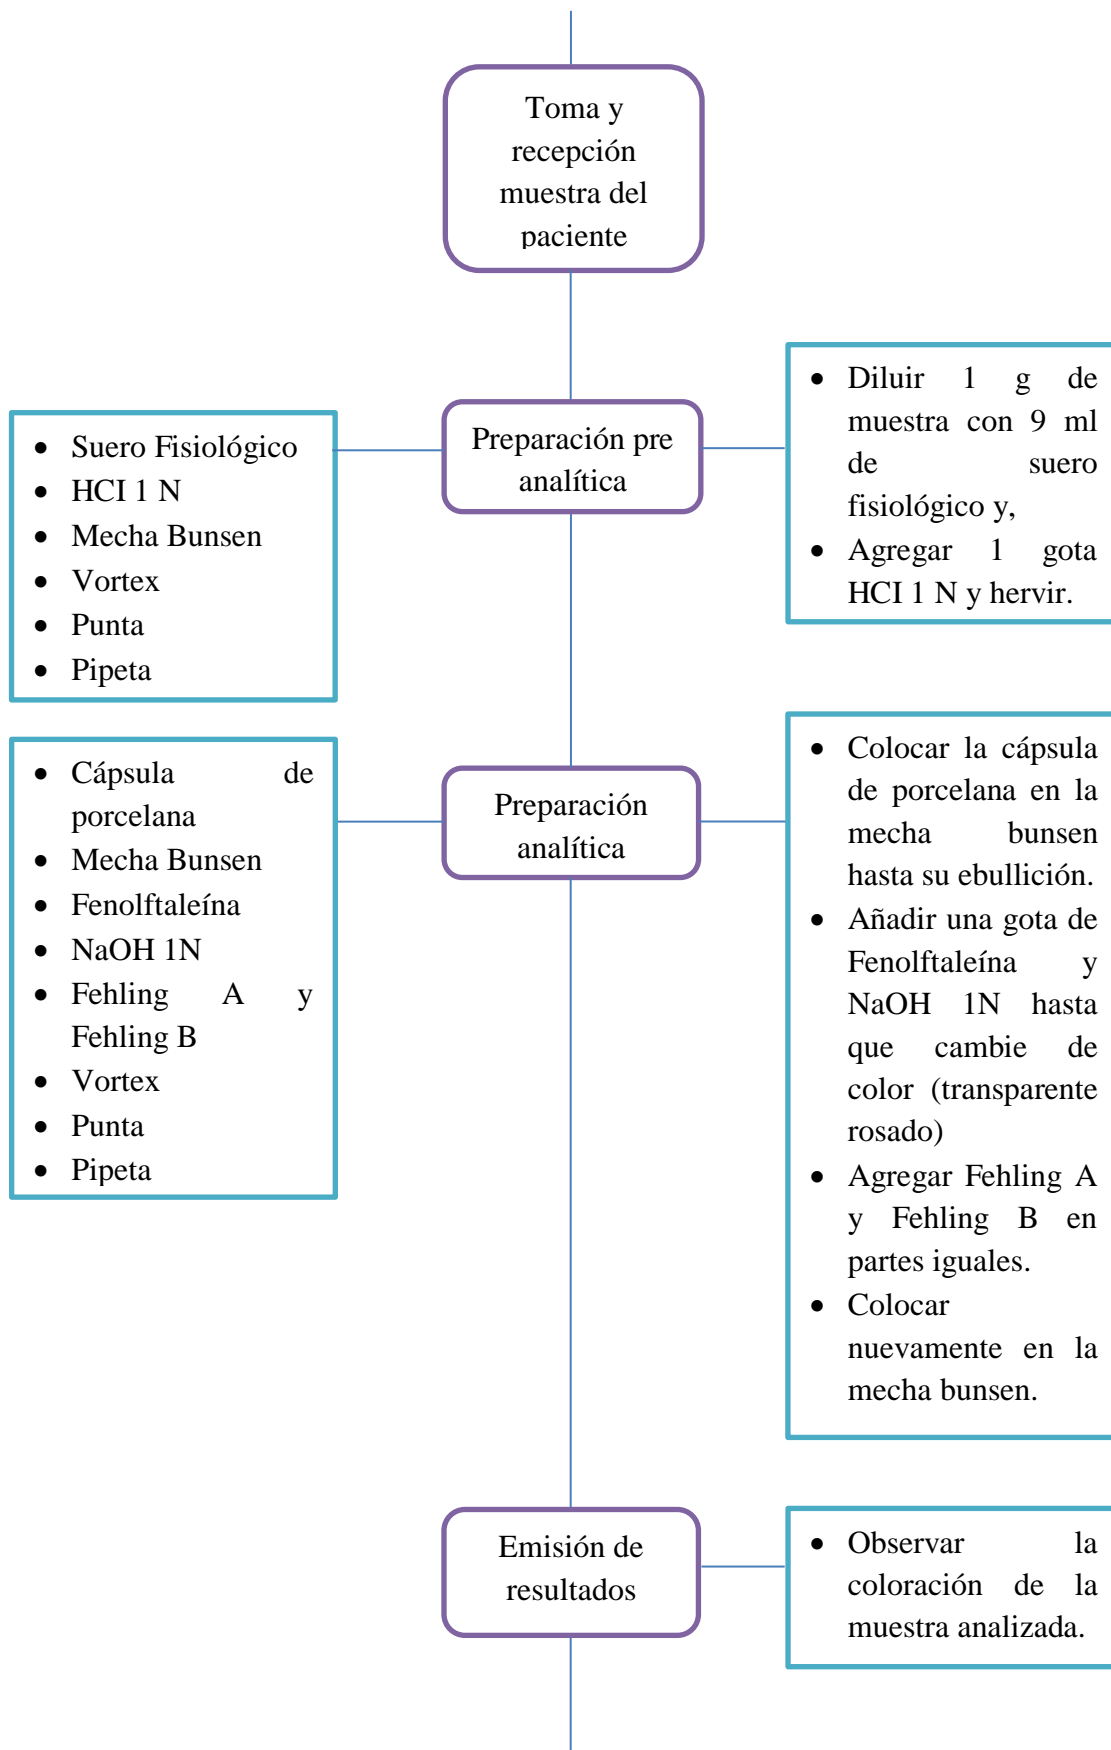 Toma y
recepción
muestra del
paciente
Preparación pre
analítica
• Suero Fisiológico
• HCI 1 N
• Mecha Bunsen
• Vortex
• Punta
• Pipeta
• Diluir 1 g de
muestra con 9 ml
de suero
fisiológico y,
• Agregar 1 gota
HCI 1 N y hervir.
Preparación
analítica
• Cápsula de
porcelana
• Mecha Bunsen
• Fenolftaleína
• NaOH 1N
• Fehling A y
Fehling B
• Vortex
• Punta
• Pipeta
• Colocar la cápsula
de porcelana en la
mecha bunsen
hasta su ebullición.
• Añadir una gota de
Fenolftaleína y
NaOH 1N hasta
que cambie de
color (transparente
rosado)
• Agregar Fehling A
y Fehling B en
partes iguales.
• Colocar
nuevamente en la
mecha bunsen.
Emisión de
resultados
• Observar la
coloración de la
muestra analizada.